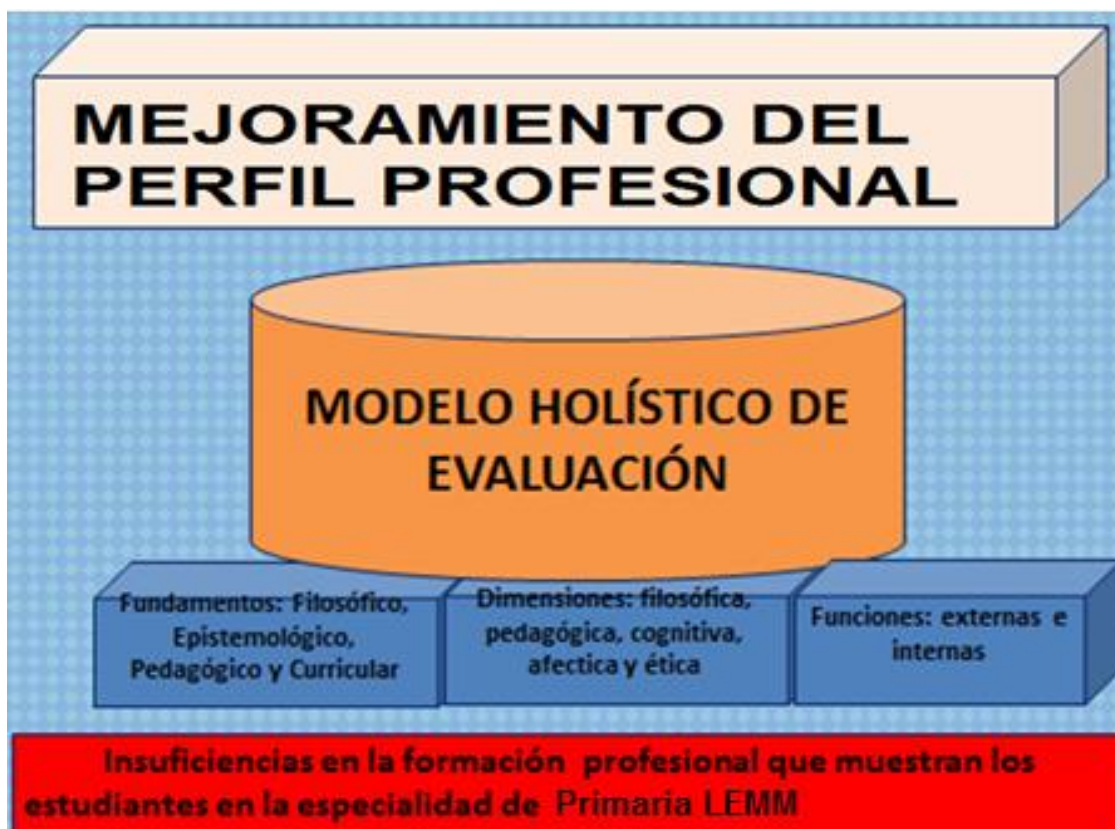 MEJORAMIENTO DEL
PERFIL PROFESIONAL
MODELO HOLÍSTICO DE
EVALUACIÓN
Fundamentos: Filosófico,
Epistemológico,
Pedagógico y Curricular
Dimensiones: filosófica,
pedagógica, cognitiva,
afectica y ética
Funciones: externas e
internas
Insuficiencias en la formación profesional que muestran los
estudiantes en la especialidad de Primaria LEMM